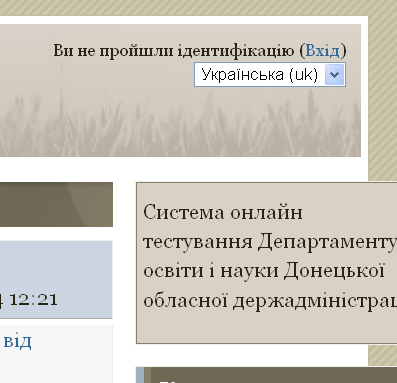 Ви не пройшли ідентифікацію (Вхід)
Українська (uk)
Система онлайн
тестування Департаменту
освіти і науки Донецької
обласної держадміністрац
12:21
від